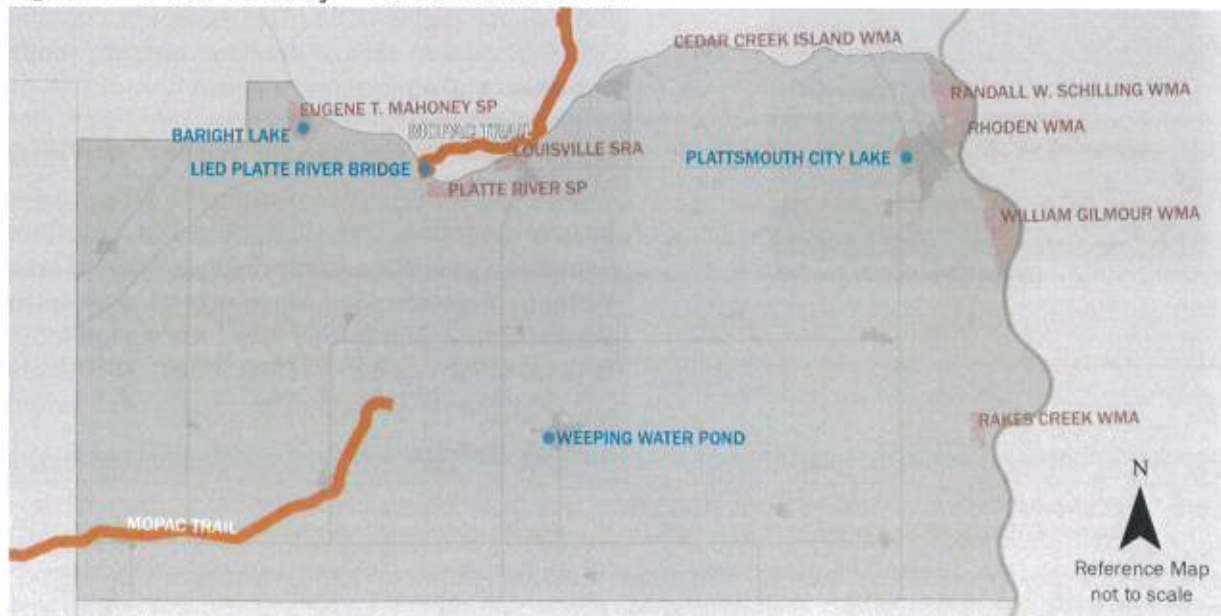 CEDAR CREEK ISLAND WMA
RANDALL W. SCHILLING WMA
EUGENE T. MAHONEY SP
RHODEN WMA
BARIGHT LAKE
MOPAC TRAIL
LOUISVILLE SRA
PLATTSMOUTH CITY LAKE
LIED PLATTE RIVER BRIDGE
PLATTE RIVER SP
WILLIAM GILMOUR WMA
RAKES CREEK WMA
WEEPING WATER POND
N
MOPAC TRAIL
Reference Map
not to scale